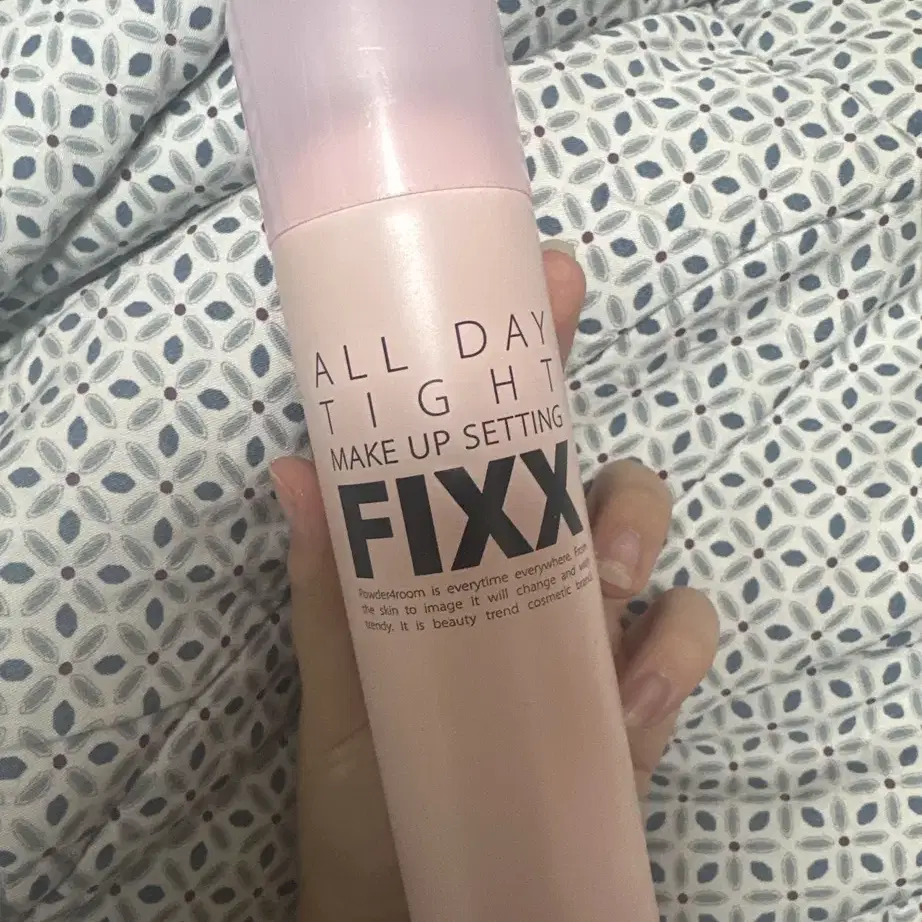 ALL DAY
TIGHT
MAKE UP SETTING
FIXX
Powder4room is everytime everywhere. From
the skin to image it will change and
trendy. It is beauty trend cosmetic brand.